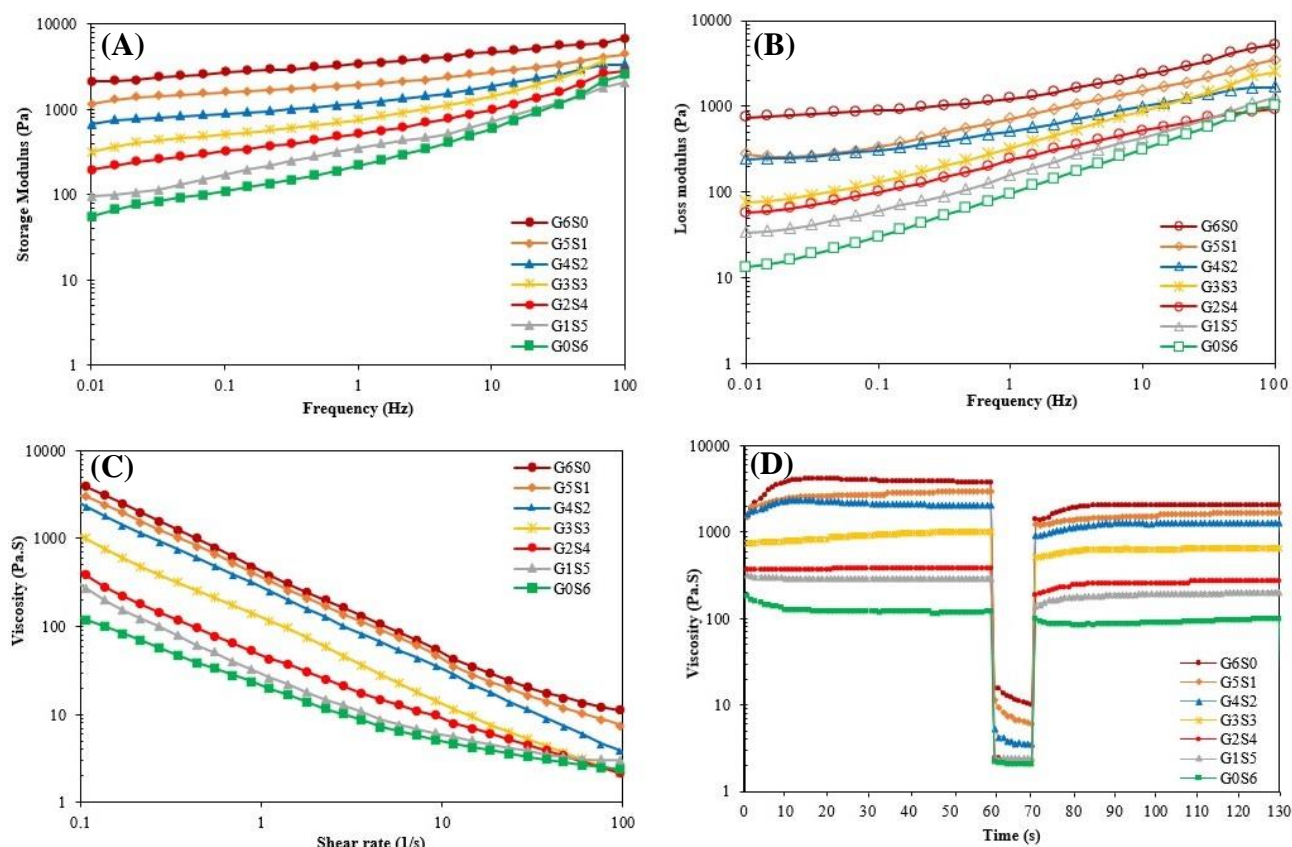 (A)
Storage Modulus (Pa)
10000
1000
100
10
1
0.01 0.1 1 10 100
Frequency (Hz)
G6S0
G5S1
G4S2
G3S3
G2S4
G1S5
G0S6
(B)
Loss modulus (Pa)
10000
1000
100
10
1
0.01 0.1 1 10 100
Frequency (Hz)
G6S0
G5S1
G4S2
G3S3
G2S4
G1S5
G0S6
(C)
Viscosity (Pa.S)
10000
1000
100
10
1
0.1 1 10 100
Shear rate (1/s)
G6S0
G5S1
G4S2
G3S3
G2S4
G1S5
G0S6
(D)
Viscosity (Pa.S)
10000
1000
100
10
1
0 10 20 30 40 50 60 70 80 90 100 110 120 130
Time (s)
G6S0
G5S1
G4S2
G3S3
G2S4
G1S5
G0S6